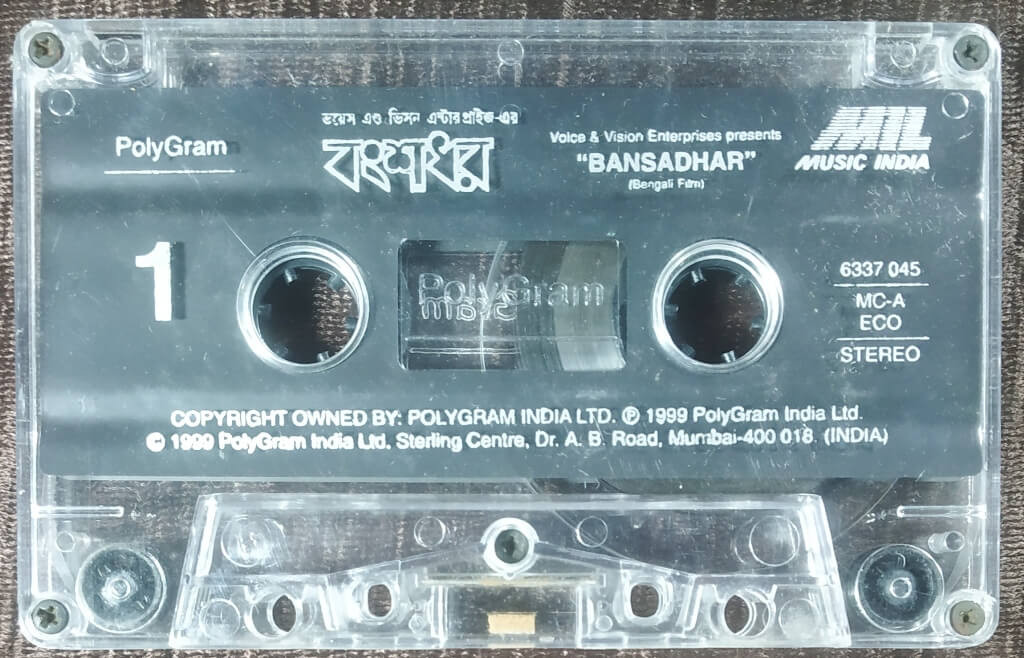 PolyGram
ভয়েস এণ্ড ভিসন এন্টারপ্রাইজ-এর
বংশধর
Voice & Vision Enterprises presents
"BANSADHAR"
(Bengali Film)
MIL
MUSIC INDIA
1
PolyGram
6337 045
MC-A
ECO
STEREO
COPYRIGHT OWNED BY: POLYGRAM INDIA LTD. ℗ 1999 PolyGram India Ltd.
© 1999 PolyGram India Ltd. Sterling Centre, Dr. A. B. Road, Mumbai-400 018. (INDIA)